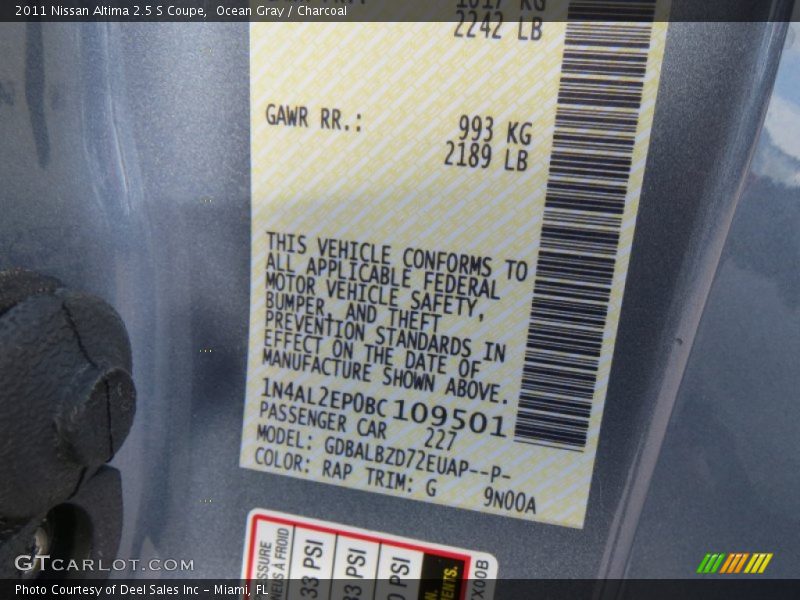 2011 Nissan Altima 2.5 S Coupe,  Ocean Gray / Charcoal
1017 KG
2242 LB
GAWR RR.: 993 KG
2189 LB
THIS VEHICLE CONFORMS TO
ALL APPLICABLE FEDERAL
MOTOR VEHICLE SAFETY,
BUMPER, AND THEFT
PREVENTION STANDARDS IN
EFFECT ON THE DATE OF
MANUFACTURE SHOWN ABOVE.
1N4AL2EP0BC109501
PASSENGER CAR 227
MODEL: GDBALBZD72EUAP--P-
COLOR: RAP TRIM: G 9N00A
33 PSI
PSI
PSI
GTCARLOT.COM
Photo Courtesy of Deel Sales Inc - Miami, FL